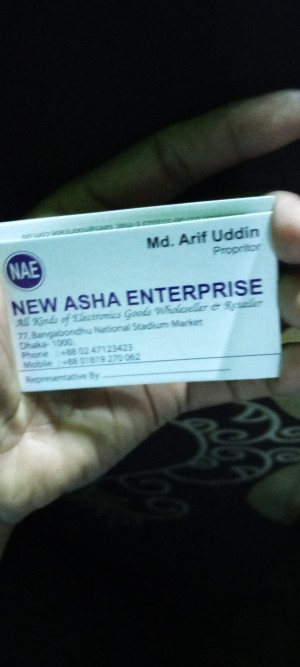 Md. Arif Uddin
Propritor
NAE
NEW ASHA ENTERPRISE
All Kinds of Electronics Goods Wholeseller & Retailer
77, Bangabondhu National Stadium Market
Dhaka- 1000.
Phone : +88 02 47123423
Mobile : +88 01819 270 062
Representative By